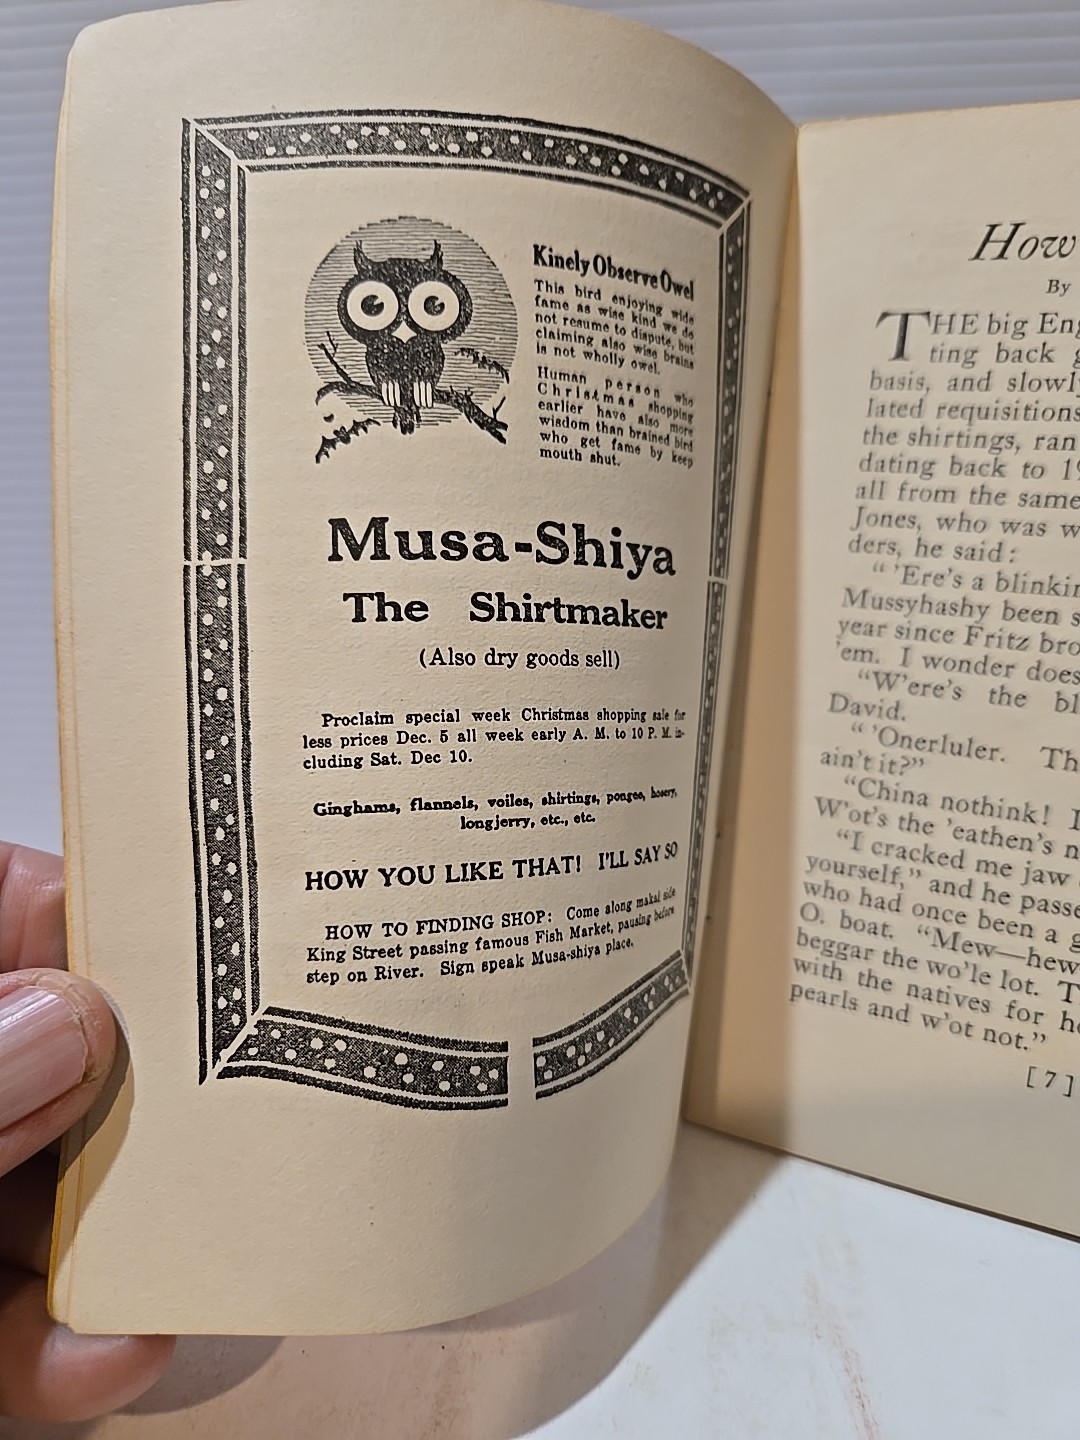 Kinely Observe Owel
This bird enjoying wide
fame as wise kind we do
not resume to dispute, but
claiming also wise brains
is not wholly owel.
Human person who
Christmas shopping
earlier have also more
wisdom than brained bird
who get fame by keep
mouth shut.
Musa-Shiya
The Shirtmaker
(Also dry goods sell)
Proclaim special week Christmas shopping sale for
less prices Dec. 5 all week early A. M. to 10 P. M. in-
cluding Sat. Dec 10.
Ginghams, flannels, voiles, shirtings, pongee, hosery,
longjerry, etc., etc.
HOW YOU LIKE THAT! I'LL SAY SO
HOW TO FINDING SHOP: Come along makai side
King Street passing famous Fish Market, pausing before
step on River. Sign speak Musa-shiya place.
How
By
THE big Eng
ting back g
basis, and slowly
lated requisitions
the shirtings, ran
dating back to 19
all from the same
Jones, who was w
ders, he said:
" 'Ere's a blinkin
Mussyhashy been s
year since Fritz bro
'em. I wonder does
"W'ere's the bl
David.
" 'Onerluler. Th
ain't it?"
"China nothink! I
W'ot's the 'eathen's n
"I cracked me jaw
yourself," and he passe
who had once been a g
O. boat. "Mew—hew
beggar the wo'le lot. T
with the natives for he
pearls and w'ot not."
[7]